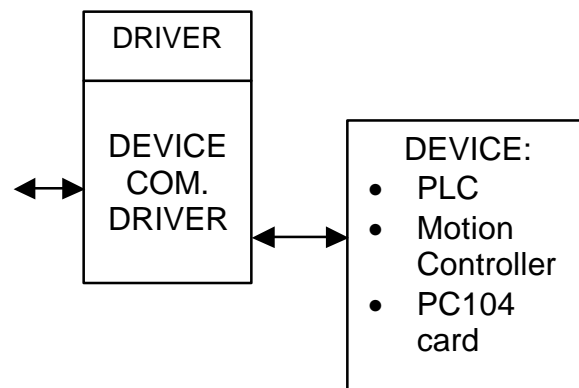 DRIVER
DEVICE
COM.
DRIVER
DEVICE:
• PLC
• Motion
Controller
• PC104
card